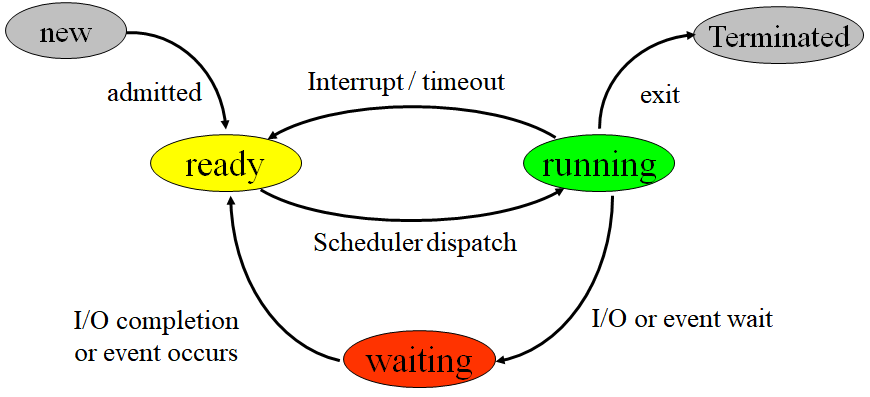 new
Terminated
admitted
Interrupt / timeout
exit
ready
running
Scheduler dispatch
I/O completion
or event occurs
I/O or event wait
waiting